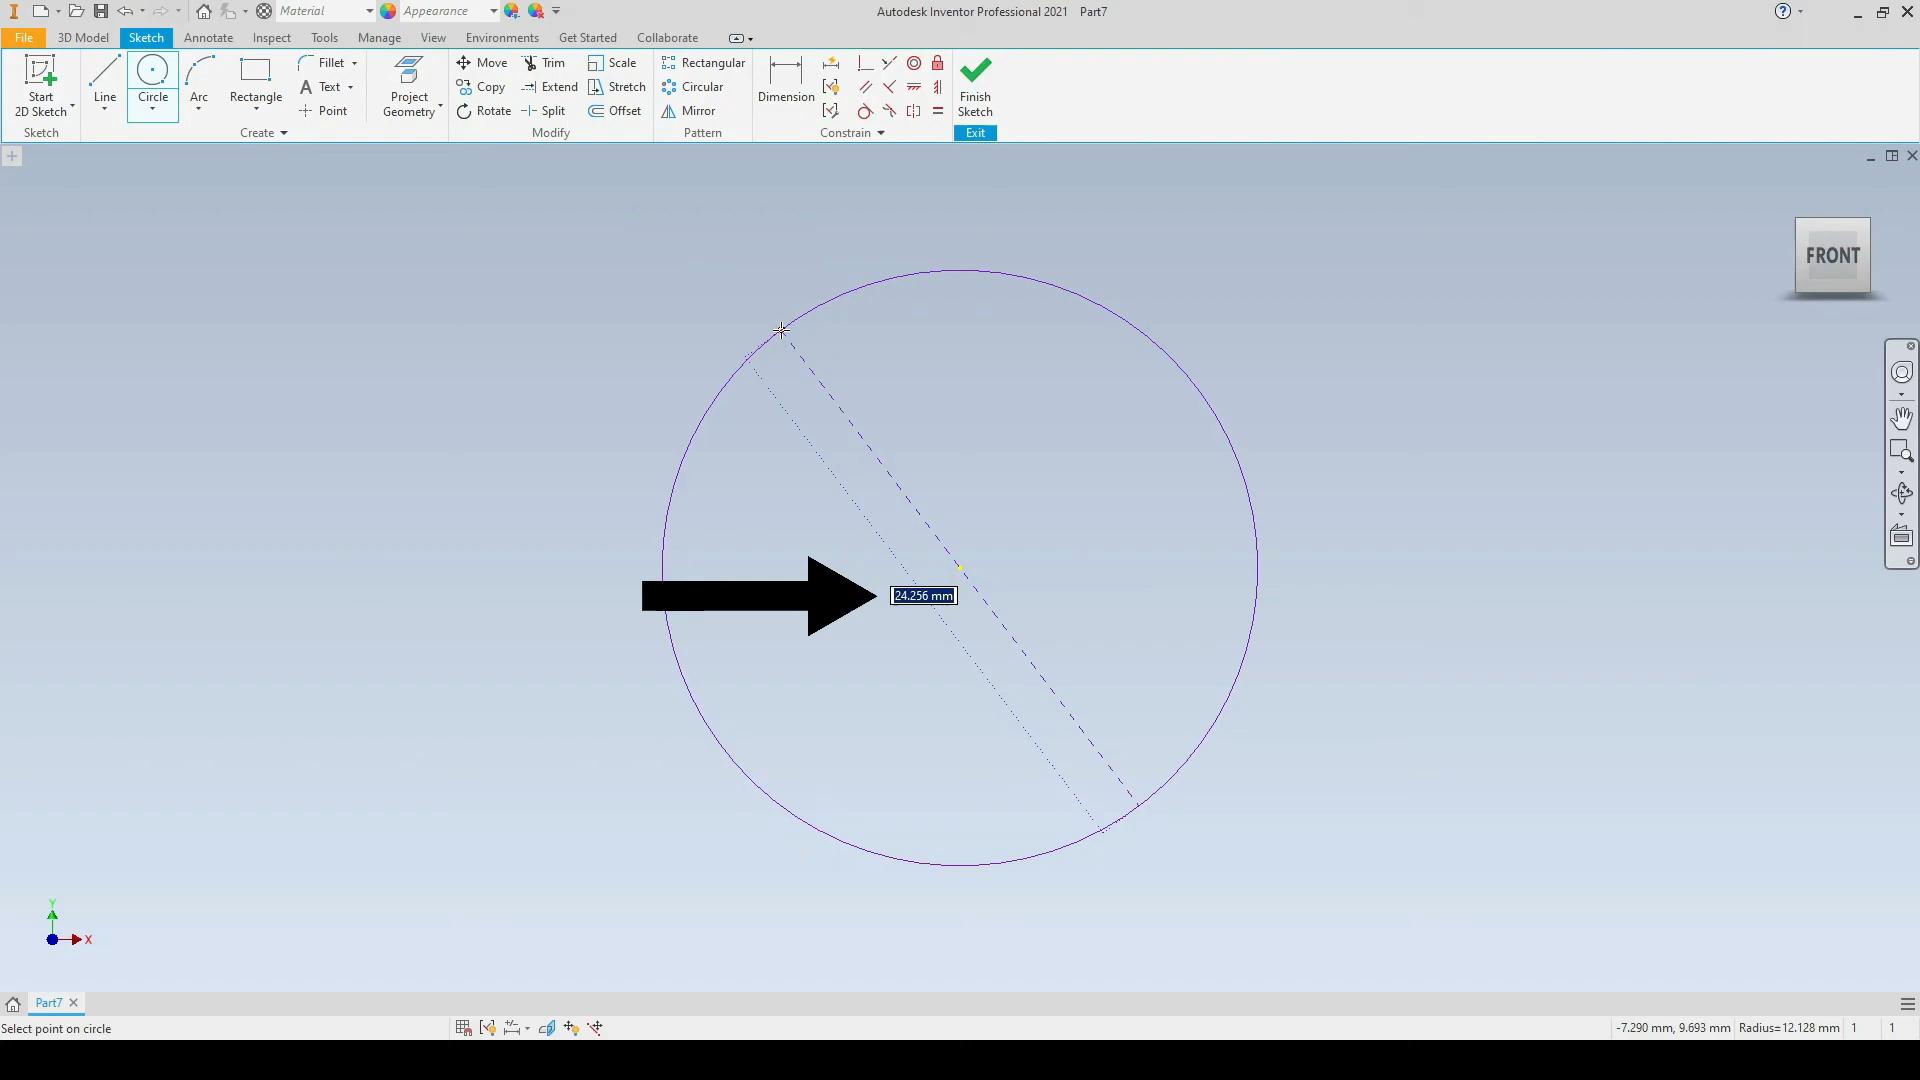 Material Appearance Autodesk Inventor Professional 2021 Part7
File 3D Model Sketch Annotate Inspect Tools Manage View Environments Get Started Collaborate
Start
2D Sketch
Line
Circle
Arc
Rectangle
Fillet
Text
Point
Project
Geometry
Move Trim Scale
Copy Extend Stretch
Rotate Split Offset
Rectangular
Circular
Mirror
Dimension
Finish
Sketch
Sketch Create Modify Pattern Constrain Exit
FRONT
24.256 mm
Y
X
Part7
Select point on circle
-7.290 mm, 9.693 mm Radius=12.128 mm 1 1